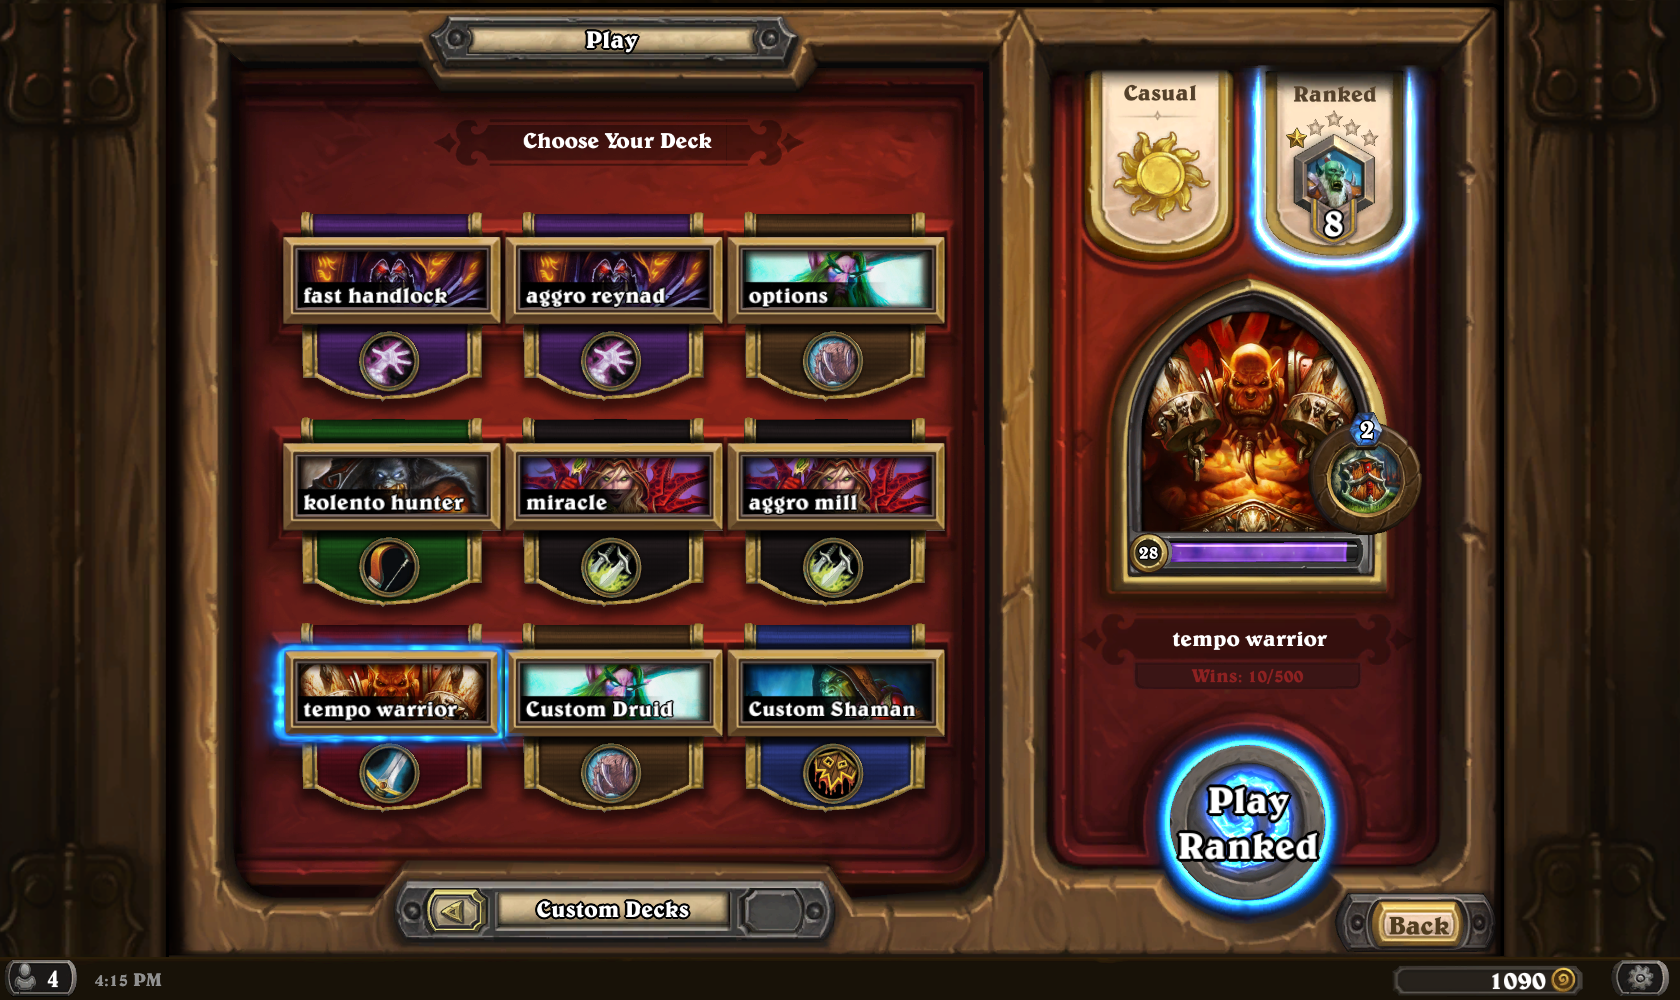 Play
Choose Your Deck
fast handlock
aggro reynad
options
kolento hunter
miracle
aggro mill
tempo warrior
Custom Druid
Custom Shaman
Custom Decks
Casual
Ranked
8
2
28
tempo warrior
Wins: 10/500
Play
Ranked
Back
4
4:15 PM
1090